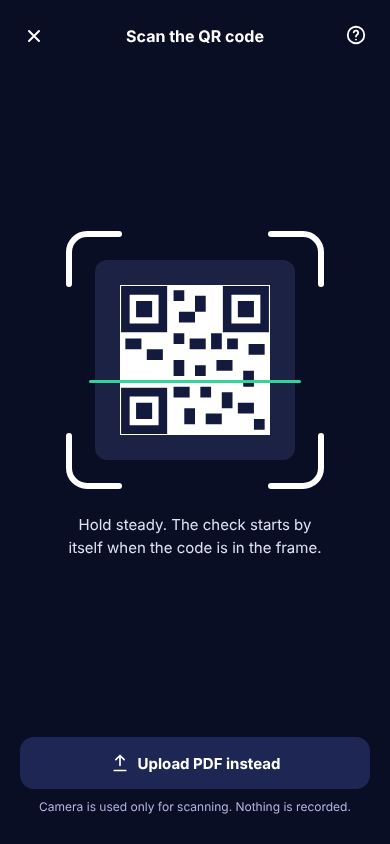 Scan the QR code
Hold steady. The check starts by
itself when the code is in the frame.
Upload PDF instead
Camera is used only for scanning. Nothing is recorded.